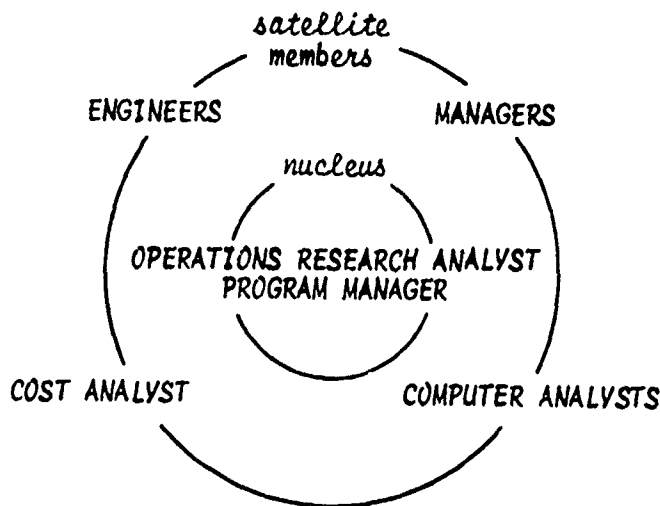 satellite
members
ENGINEERS
MANAGERS
nucleus
OPERATIONS RESEARCH ANALYST
PROGRAM MANAGER
COST ANALYST
COMPUTER ANALYSTS